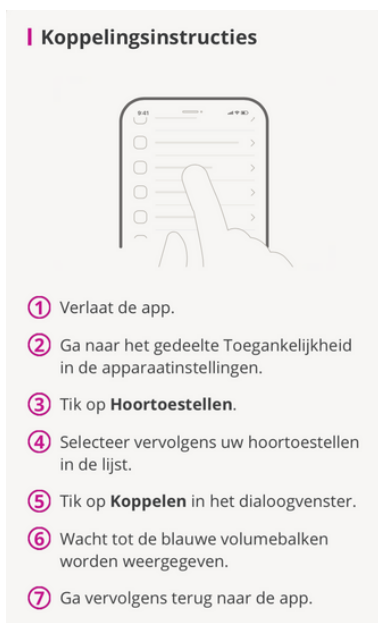 Koppelingsinstructies
9:41
1 Verlaat de app.
2 Ga naar het gedeelte Toegankelijkheid
in de apparaatinstellingen.
3 Tik op Hoortoestellen.
4 Selecteer vervolgens uw hoortoestellen
in de lijst.
5 Tik op Koppelen in het dialoogvenster.
6 Wacht tot de blauwe volumebalken
worden weergegeven.
7 Ga vervolgens terug naar de app.